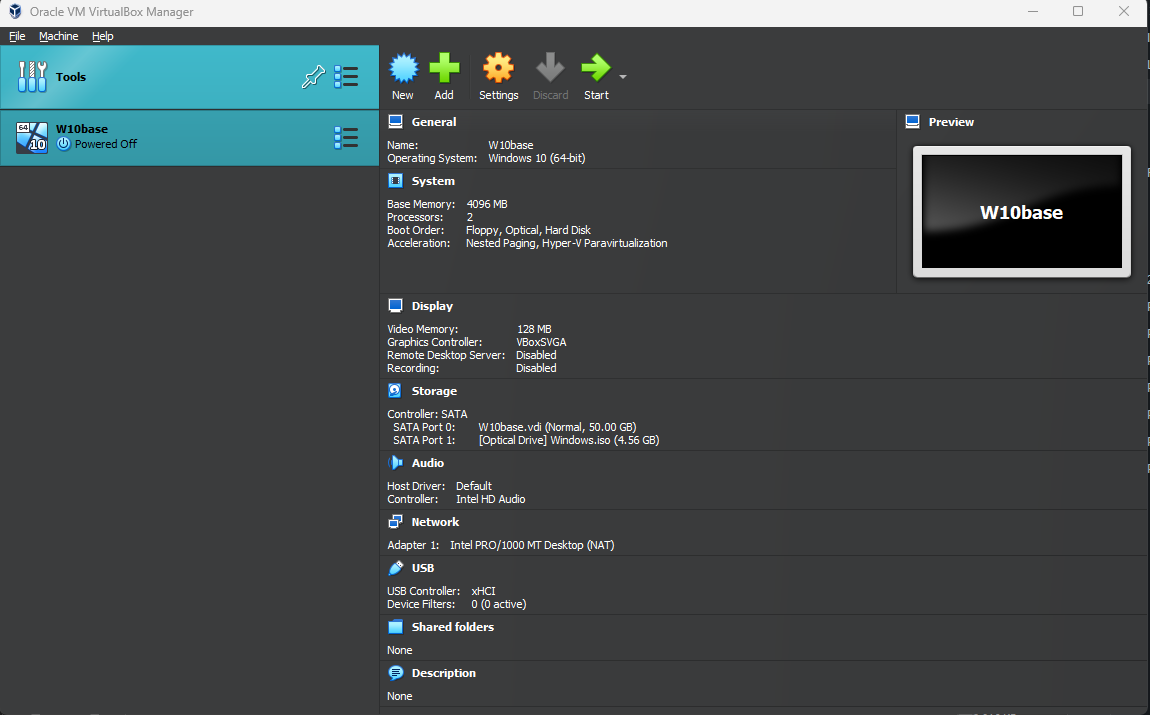 Oracle VM VirtualBox Manager
File Machine Help
Tools
New Add Settings Discard Start
64 10 W10base
Powered Off
General
Name: W10base
Operating System: Windows 10 (64-bit)
System
Base Memory: 4096 MB
Processors: 2
Boot Order: Floppy, Optical, Hard Disk
Acceleration: Nested Paging, Hyper-V Paravirtualization
Preview
W10base
Display
Video Memory: 128 MB
Graphics Controller: VBoxSVGA
Remote Desktop Server: Disabled
Recording: Disabled
Storage
Controller: SATA
SATA Port 0: W10base.vdi (Normal, 50.00 GB)
SATA Port 1: [Optical Drive] Windows.iso (4.56 GB)
Audio
Host Driver: Default
Controller: Intel HD Audio
Network
Adapter 1: Intel PRO/1000 MT Desktop (NAT)
USB
USB Controller: xHCI
Device Filters: 0 (0 active)
Shared folders
None
Description
None